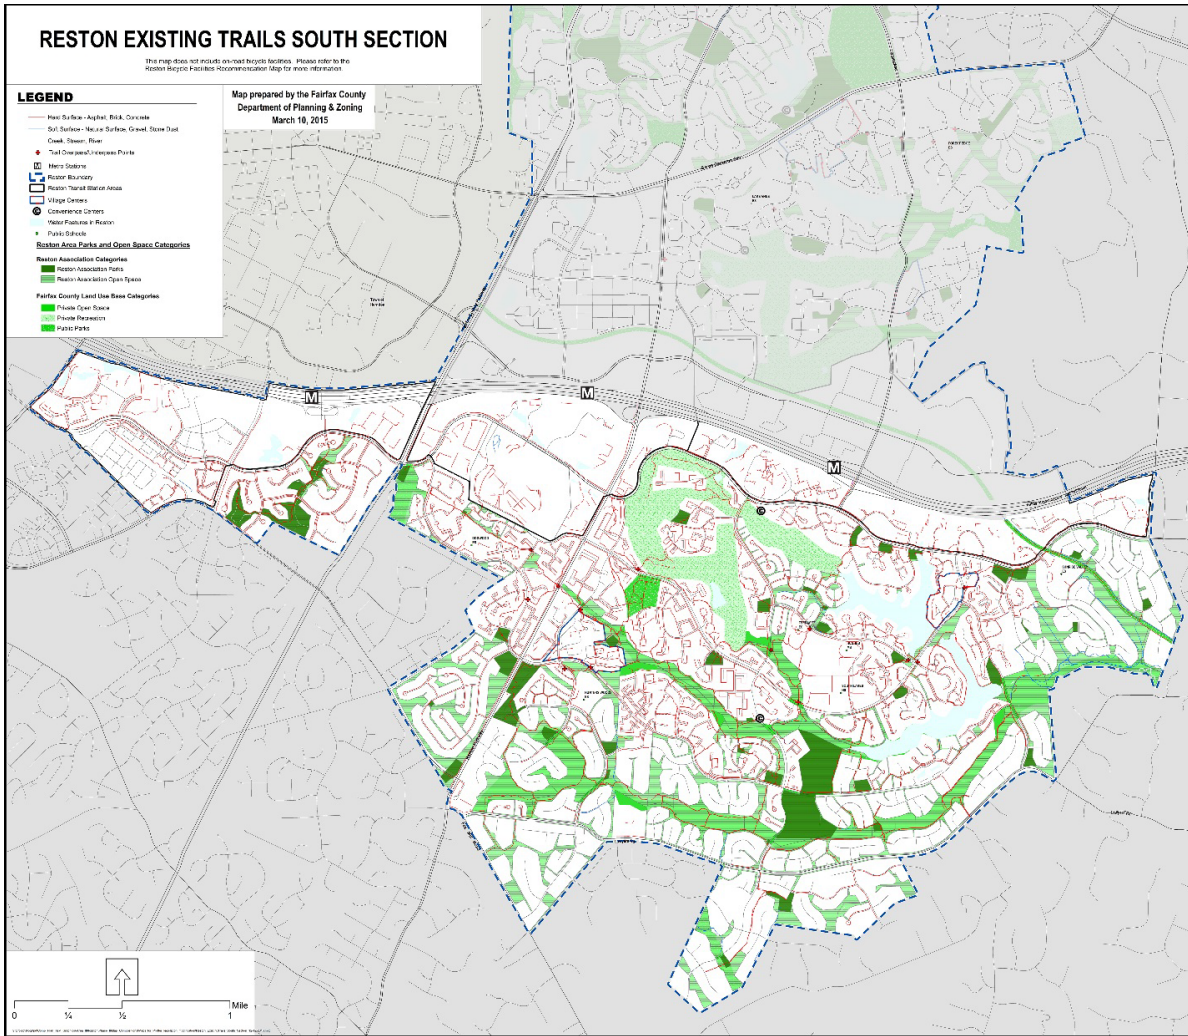 RESTON EXISTING TRAILS SOUTH SECTION
The map does not include on-road bicycle facilities. Please refer to the
Reston Bicycle Facilities Recommendation Map for more information.
LEGEND
Hard Surface - Asphalt, Brick, Concrete
Soft Surface - Natural Surface, Gravel, Stone Dust
Creek, Stream, River
Trail Overpass/Underpass Points
M Metro Stations
Reston Boundary
Reston Transit Station Areas
Village Centers
C Convenience Centers
Water Features in Reston
Public Schools
Reston Area Parks and Open Space Categories
Reston Association Categories
Reston Association Parks
Reston Association Open Space
Fairfax County Land Use Base Categories
Private Open Space
Private Recreation
Public Parks
Map prepared by the Fairfax County
Department of Planning & Zoning
March 10, 2015
Town of
Herndon
M
M
M
C
C
C
0 ¼ ½ 1
Mile